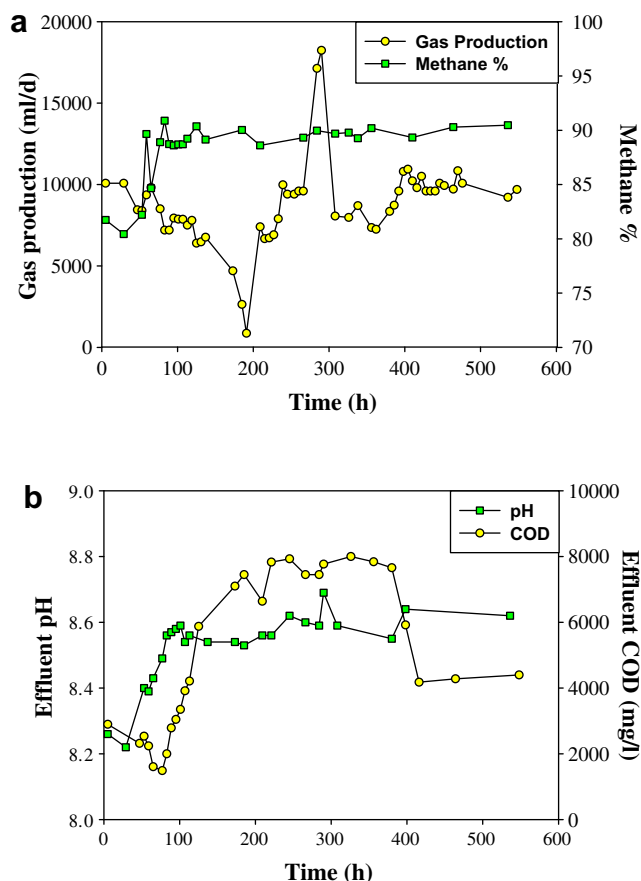 a
20000
15000
10000
5000
0
Gas production (ml/d)
Gas Production
Methane %
100
95
90
85
80
75
70
Methane %
0 100 200 300 400 500 600
Time (h)
b
9.0
8.8
8.6
8.4
8.2
8.0
Effluent pH
pH
COD
10000
8000
6000
4000
2000
0
Effluent COD (mg/l)
0 100 200 300 400 500 600
Time (h)